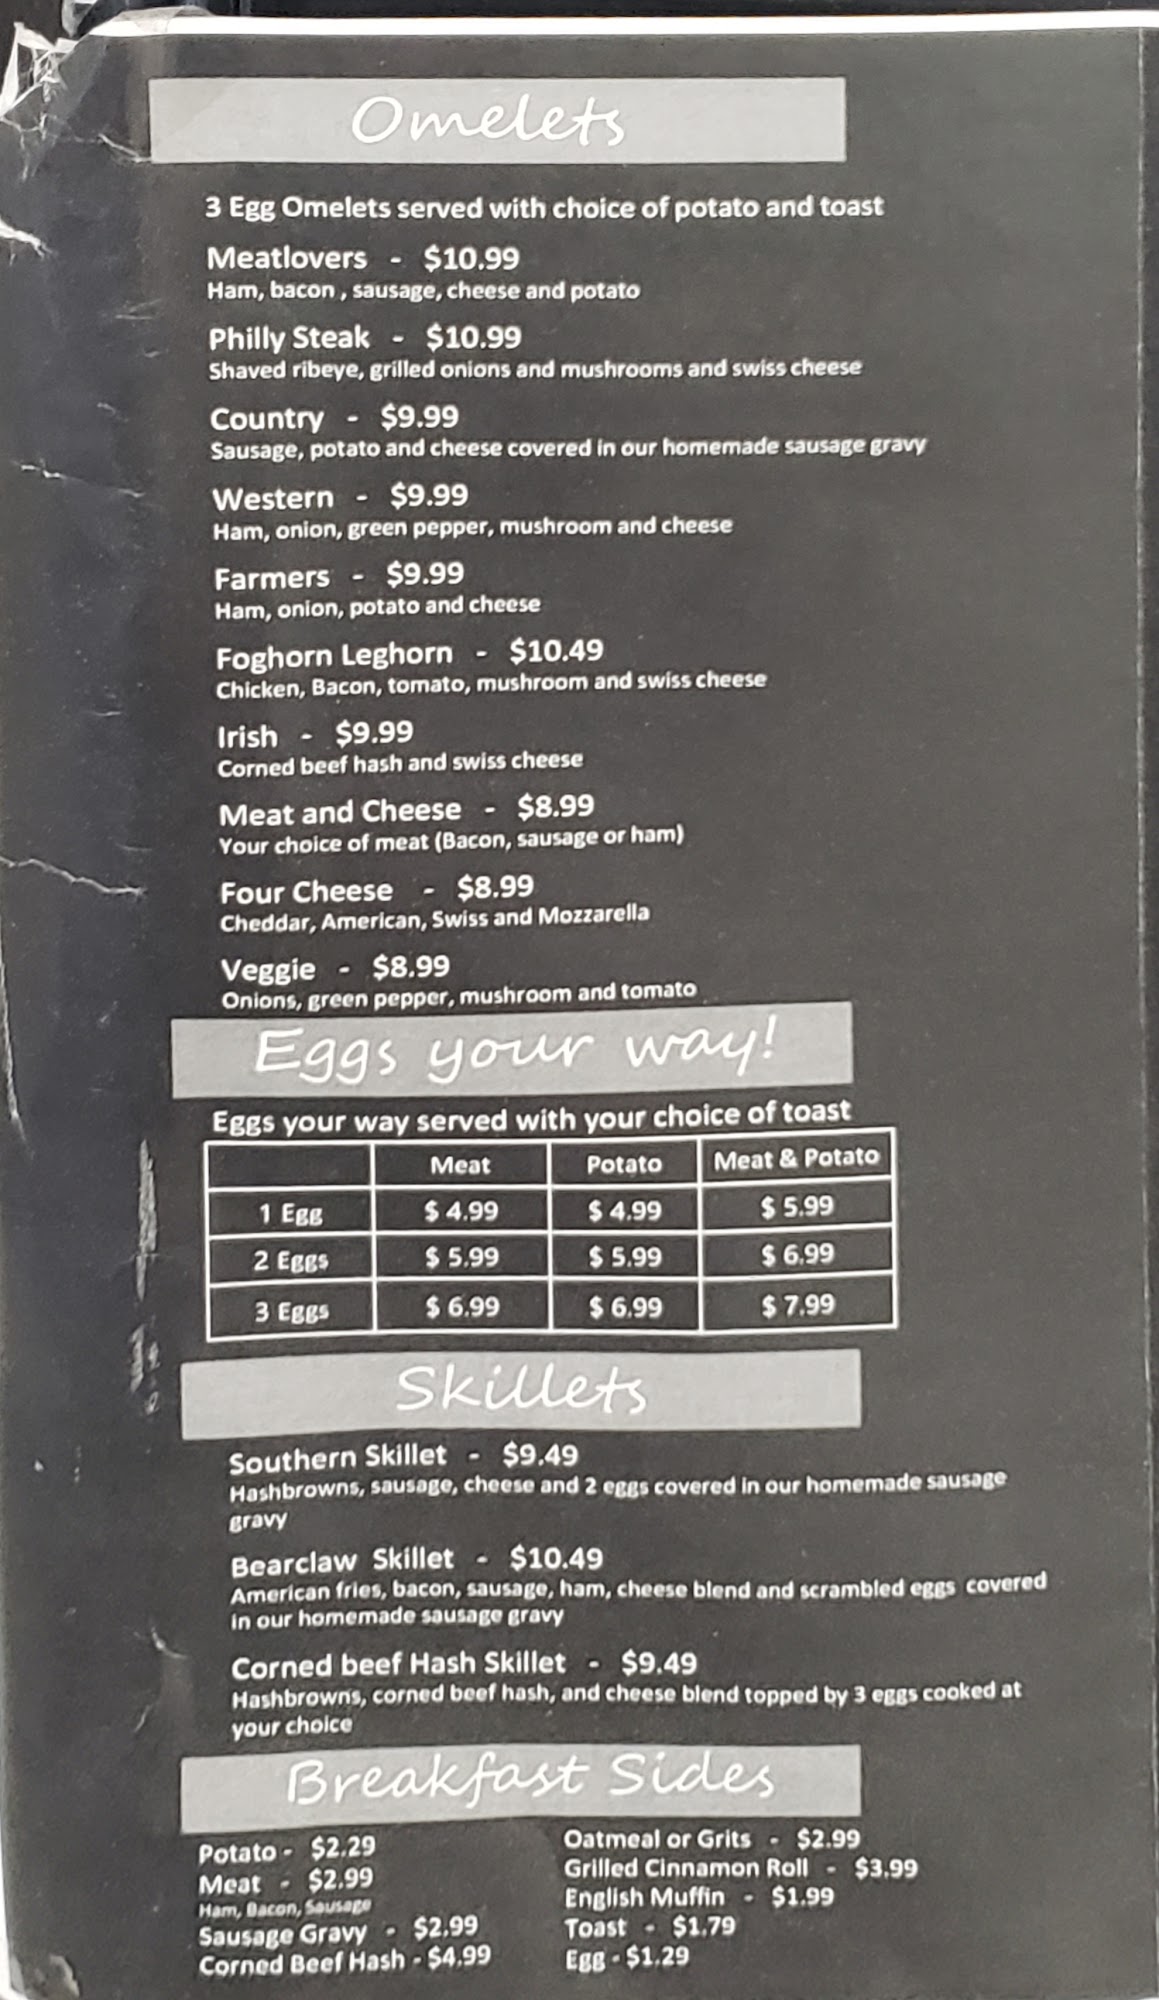 Omelets
3 Egg Omelets served with choice of potato and toast
Meatlovers - $10.99
Ham, bacon , sausage, cheese and potato
Philly Steak - $10.99
Shaved ribeye, grilled onions and mushrooms and swiss cheese
Country - $9.99
Sausage, potato and cheese covered in our homemade sausage gravy
Western - $9.99
Ham, onion, green pepper, mushroom and cheese
Farmers - $9.99
Ham, onion, potato and cheese
Foghorn Leghorn - $10.49
Chicken, Bacon, tomato, mushroom and swiss cheese
Irish - $9.99
Corned beef hash and swiss cheese
Meat and Cheese - $8.99
Your choice of meat (Bacon, sausage or ham)
Four Cheese - $8.99
Cheddar, American, Swiss and Mozzarella
Veggie - $8.99
Onions, green pepper, mushroom and tomato
Eggs your way!
Eggs your way served with your choice of toast
Meat Potato Meat & Potato
1 Egg $ 4.99 $ 4.99 $ 5.99
2 Eggs $ 5.99 $ 5.99 $ 6.99
3 Eggs $ 6.99 $ 6.99 $ 7.99
Skillets
Southern Skillet - $9.49
Hashbrowns, sausage, cheese and 2 eggs covered in our homemade sausage
gravy
Bearclaw Skillet - $10.49
American fries, bacon, sausage, ham, cheese blend and scrambled eggs covered
in our homemade sausage gravy
Corned beef Hash Skillet - $9.49
Hashbrowns, corned beef hash, and cheese blend topped by 3 eggs cooked at
your choice
Breakfast Sides
Potato - $2.29
Meat - $2.99
Ham, Bacon, Sausage
Sausage Gravy - $2.99
Corned Beef Hash - $4.99
Oatmeal or Grits - $2.99
Grilled Cinnamon Roll - $3.99
English Muffin - $1.99
Toast - $1.79
Egg - $1.29